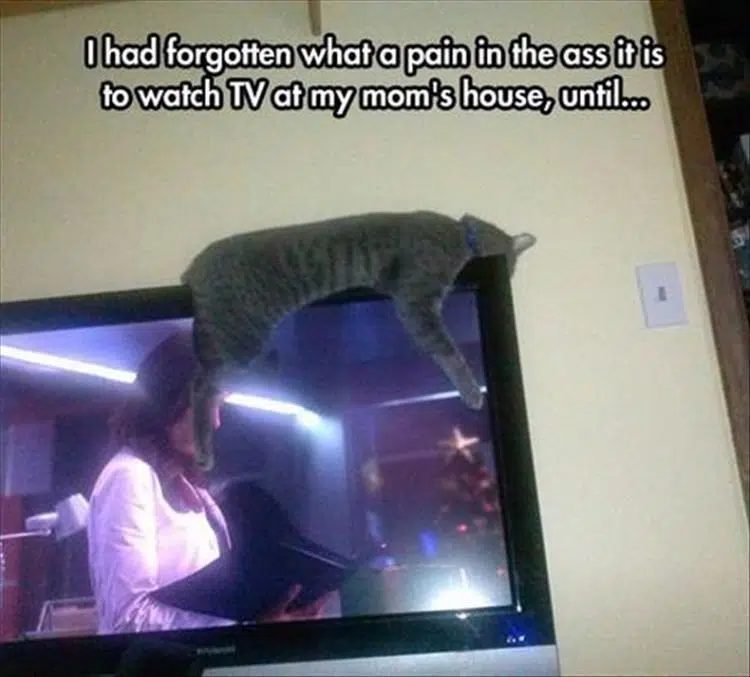 I had forgotten what a pain in the ass it is
to watch TV at my mom's house, until...